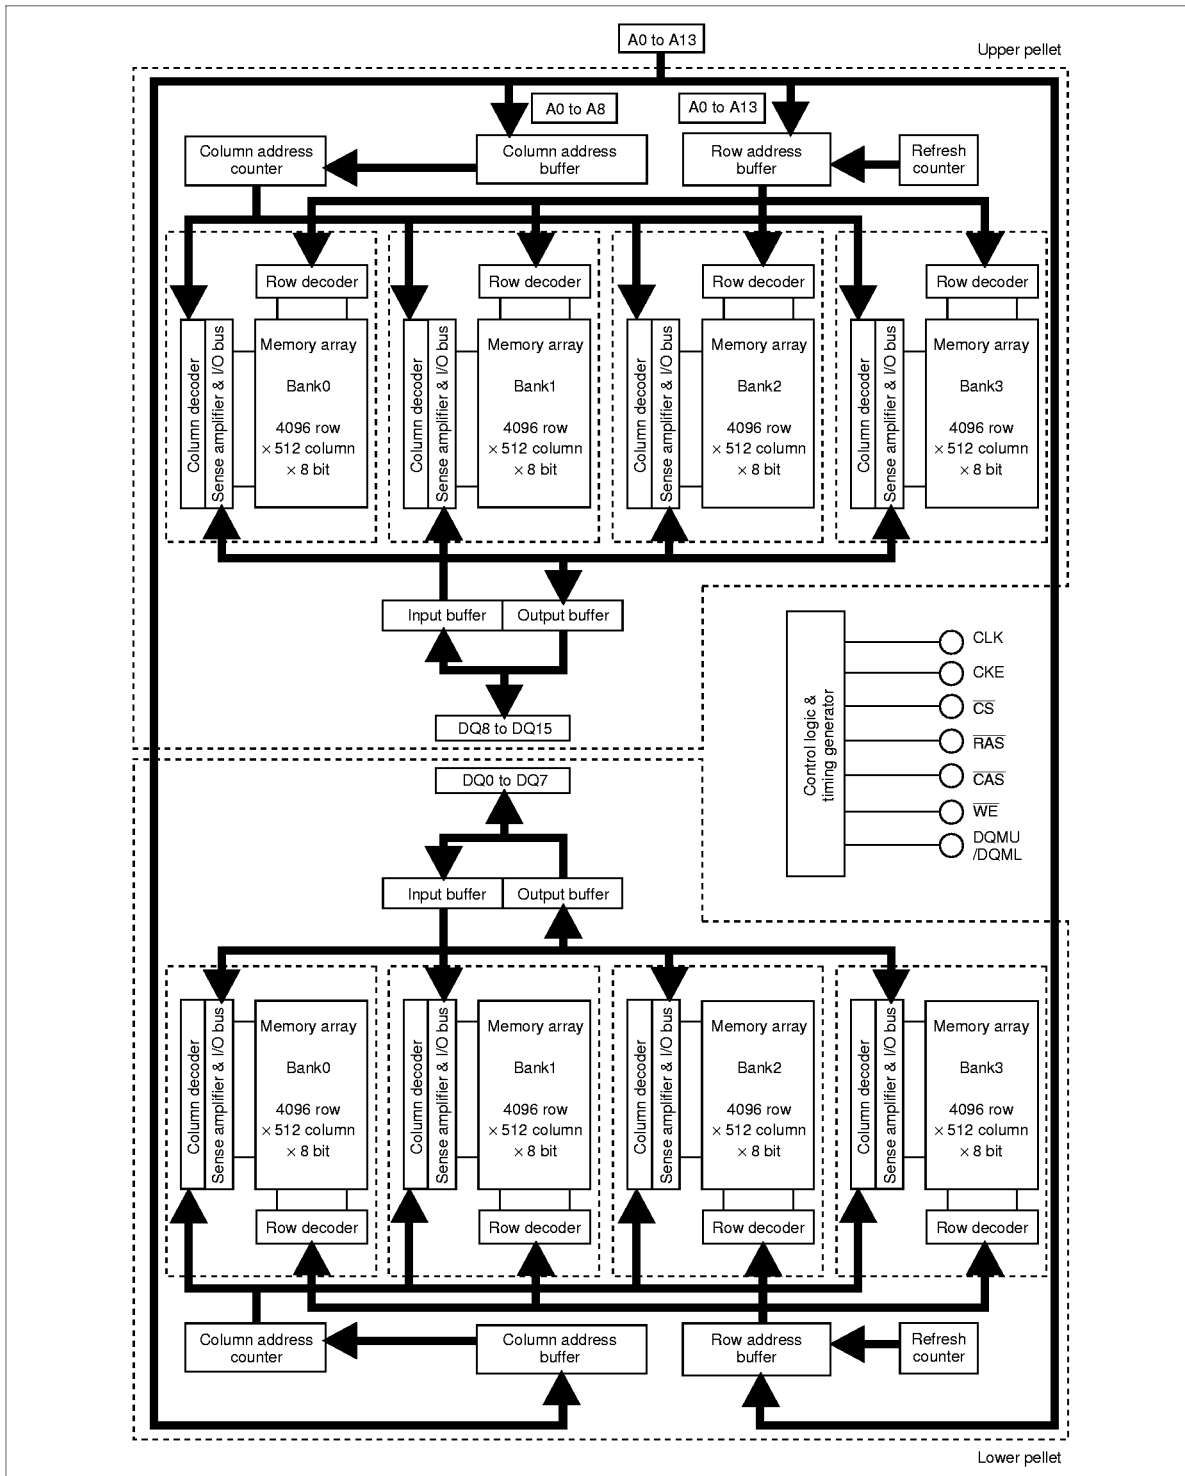 A0 to A13
Upper pellet
A0 to A8
A0 to A13
Column address
counter
Column address
buffer
Row address
buffer
Refresh
counter
Row decoder
Row decoder
Row decoder
Row decoder
Column decoder
Sense amplifier & I/O bus
Memory array
Bank0
4096 row
× 512 column
× 8 bit
Column decoder
Sense amplifier & I/O bus
Memory array
Bank1
4096 row
× 512 column
× 8 bit
Column decoder
Sense amplifier & I/O bus
Memory array
Bank2
4096 row
× 512 column
× 8 bit
Column decoder
Sense amplifier & I/O bus
Memory array
Bank3
4096 row
× 512 column
× 8 bit
Input buffer
Output buffer
DQ8 to DQ15
Control logic &
timing generator
CLK
CKE
C̅S̅
R̅A̅S̅
C̅A̅S̅
W̅E̅
DQMU
/DQML
DQ0 to DQ7
Input buffer
Output buffer
Column decoder
Sense amplifier & I/O bus
Memory array
Bank0
4096 row
× 512 column
× 8 bit
Column decoder
Sense amplifier & I/O bus
Memory array
Bank1
4096 row
× 512 column
× 8 bit
Column decoder
Sense amplifier & I/O bus
Memory array
Bank2
4096 row
× 512 column
× 8 bit
Column decoder
Sense amplifier & I/O bus
Memory array
Bank3
4096 row
× 512 column
× 8 bit
Row decoder
Row decoder
Row decoder
Row decoder
Column address
counter
Column address
buffer
Row address
buffer
Refresh
counter
Lower pellet